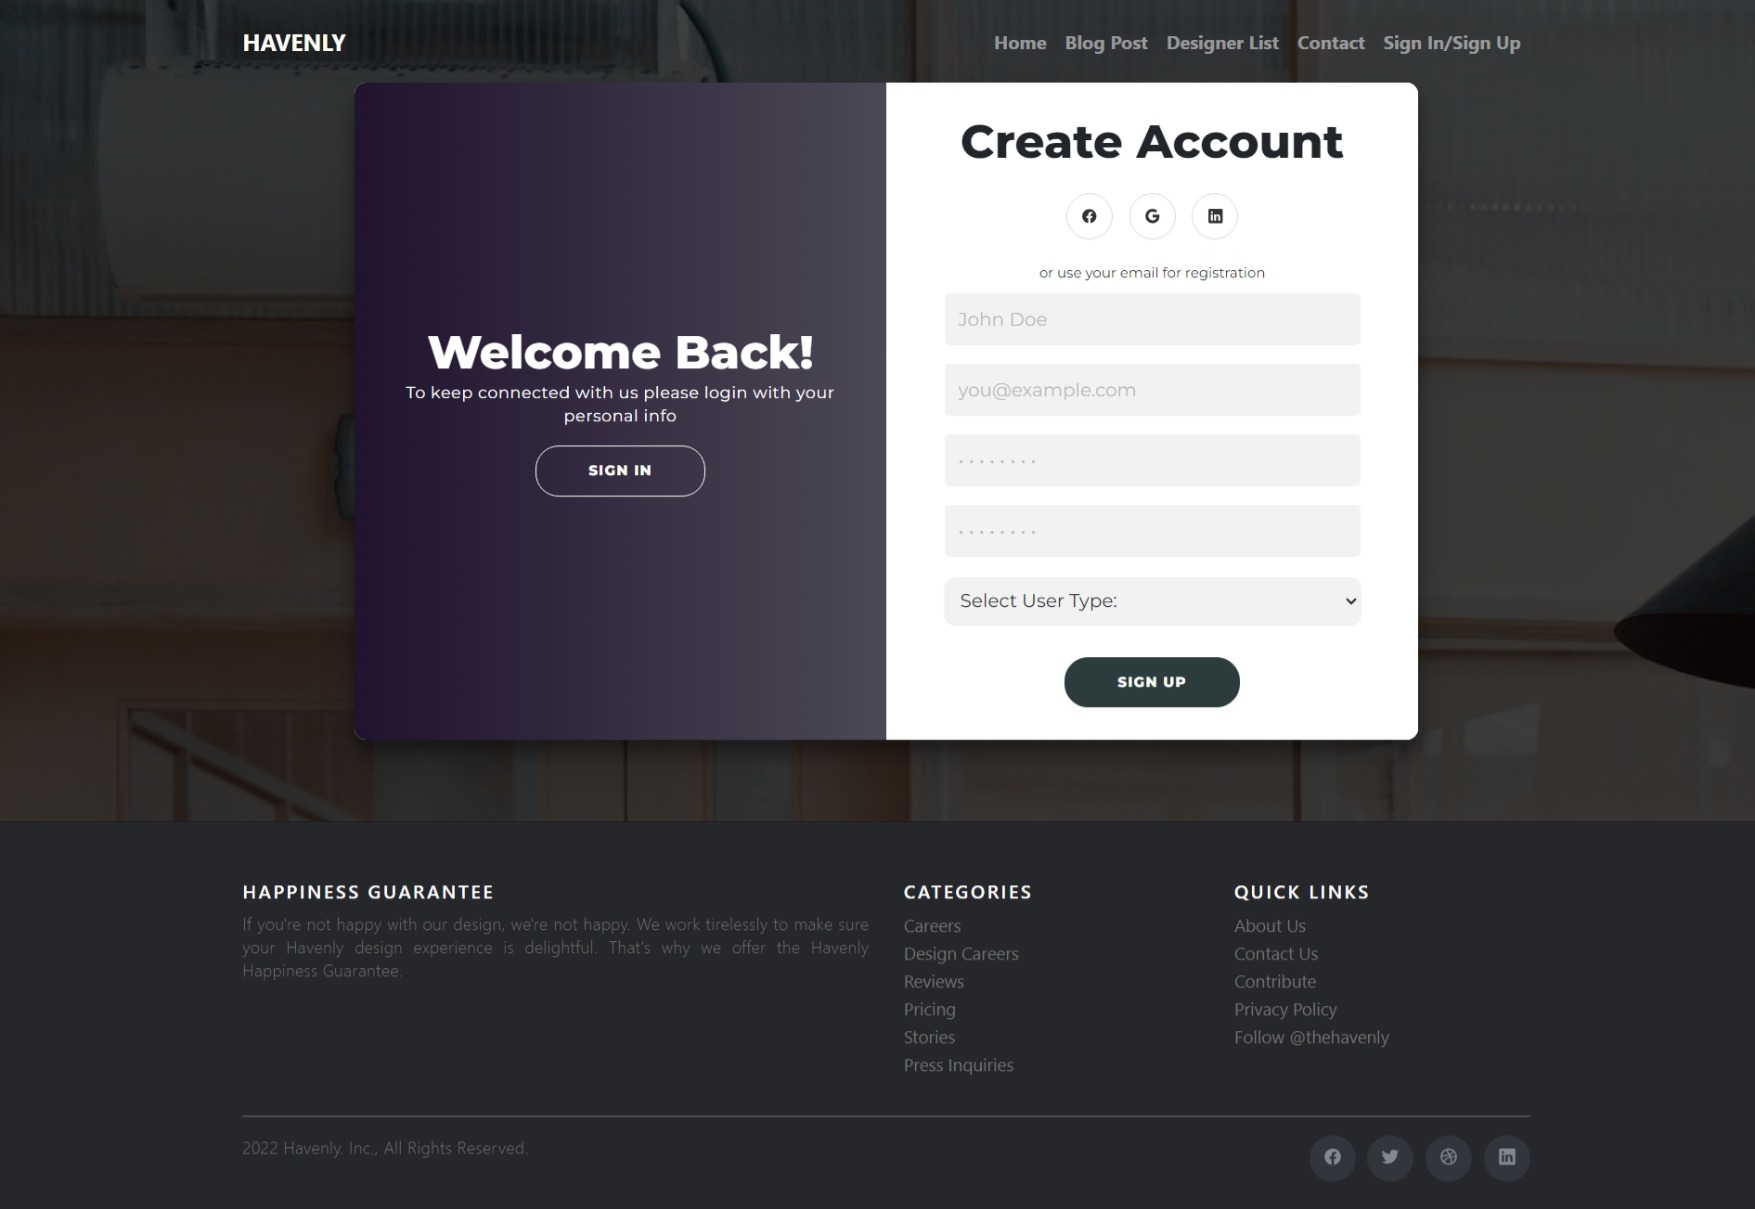 HAVENLY
Home Blog Post Designer List Contact Sign In/Sign Up
Welcome Back!
To keep connected with us please login with your
personal info
SIGN IN
Create Account
or use your email for registration
John Doe
you@example.com
Select User Type:
SIGN UP
HAPPINESS GUARANTEE
If you're not happy with our design, we're not happy. We work tirelessly to make sure
your Havenly design experience is delightful. That's why we offer the Havenly
Happiness Guarantee.
CATEGORIES
Careers
Design Careers
Reviews
Pricing
Stories
Press Inquiries
QUICK LINKS
About Us
Contact Us
Contribute
Privacy Policy
Follow @thehavenly
2022 Havenly. Inc., All Rights Reserved.